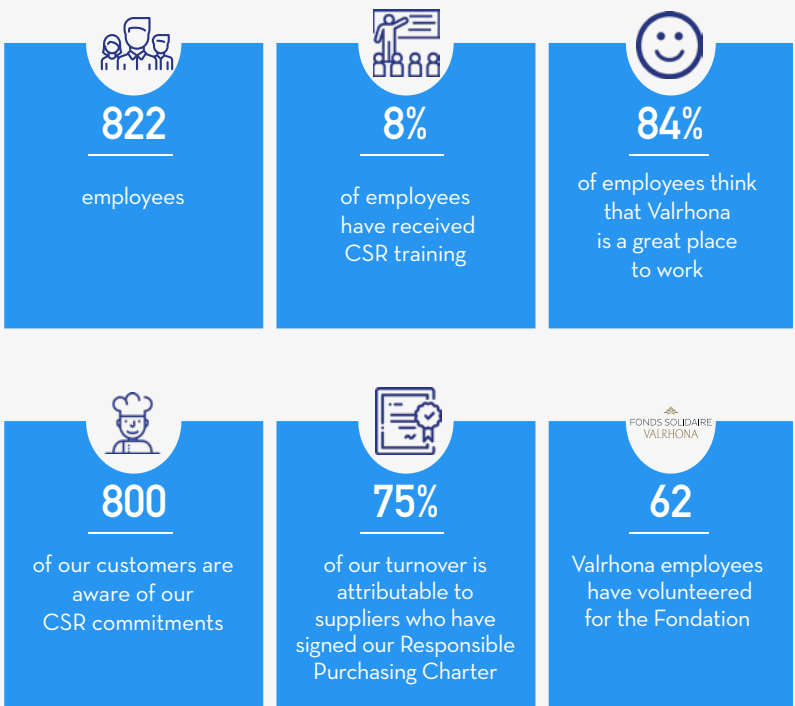 822
employees
8%
of employees
have received
CSR training
84%
of employees think
that Valrhona
is a great place
to work
800
of our customers are
aware of our
CSR commitments
75%
of our turnover is
attributable to
suppliers who have
signed our Responsible
Purchasing Charter
FONDS SOLIDAIRE
VALRHONA
62
Valrhona employees
have volunteered
for the Fondation